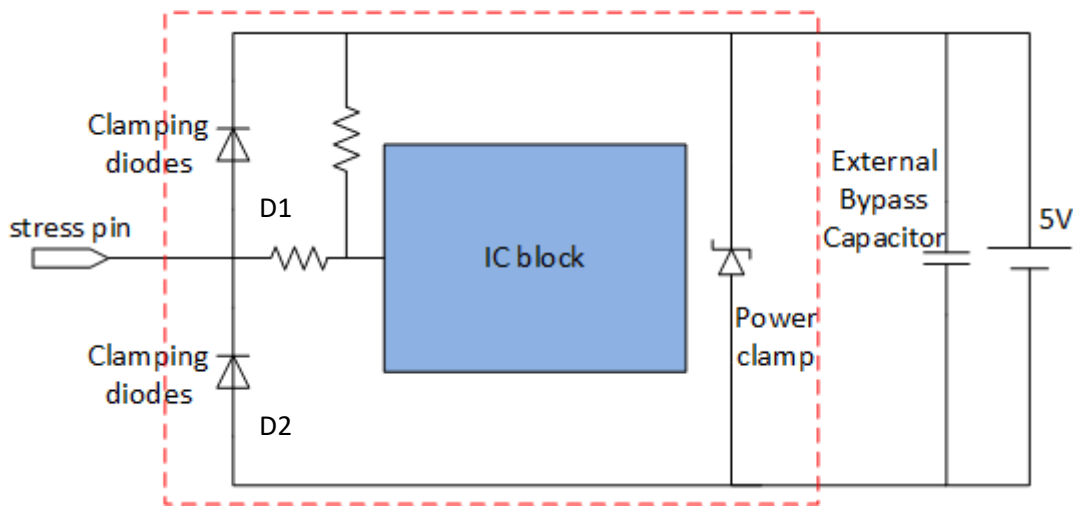 Clamping
diodes
D1
stress pin
Clamping
diodes
D2
IC block
Power
clamp
External
Bypass
Capacitor
5V